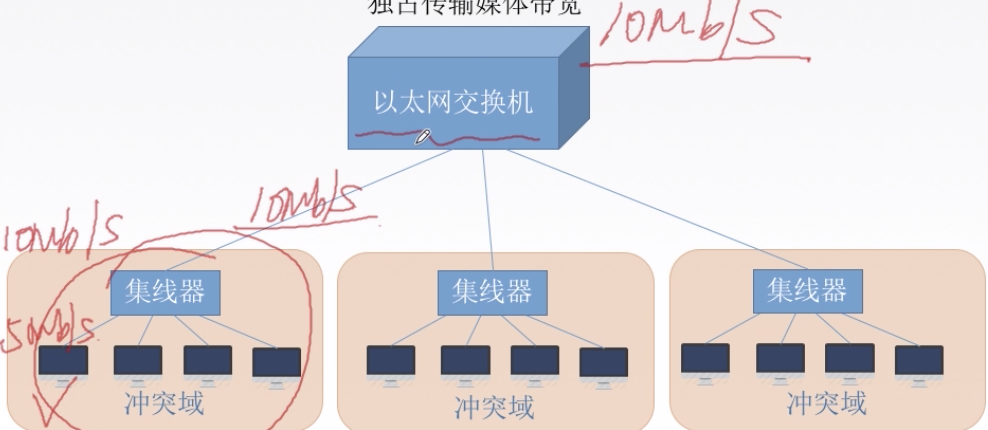 独占传输媒体带宽
10Mb/s
以太网交换机
10Mb/s
10Mb/s
集线器
集线器
集线器
5Mb/s
冲突域
冲突域
冲突域